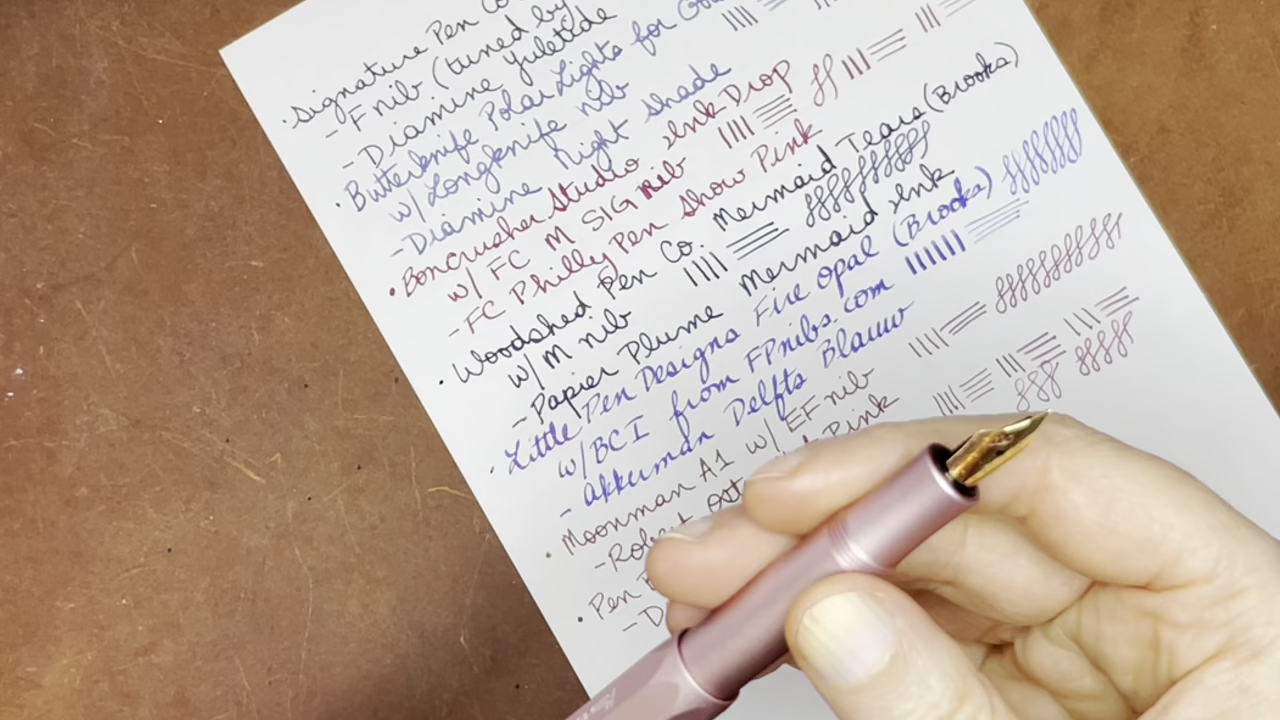 • Signature Pen Co.
- F nib (tuned by
- Diamine Yuletide
• Butterknife Polar Lights for
w/ Longknife nib
- Diamine Night Shade
• Boncrusher Studio Ink Drop
w/ FC M SIG nib
- FC Philly Pen Show Pink
• Woodshed Pen Co. Mermaid Tears (Brooks)
w/ M nib
- Papier Plume Mermaid Ink
• Little Pen Designs Fire Opal (Brooks)
w/ BCI from FPnibs.com
- akkerman Delfts Blauw
• Moonman A1 w/ EF nib
- Robert Pink
• Pen
- D